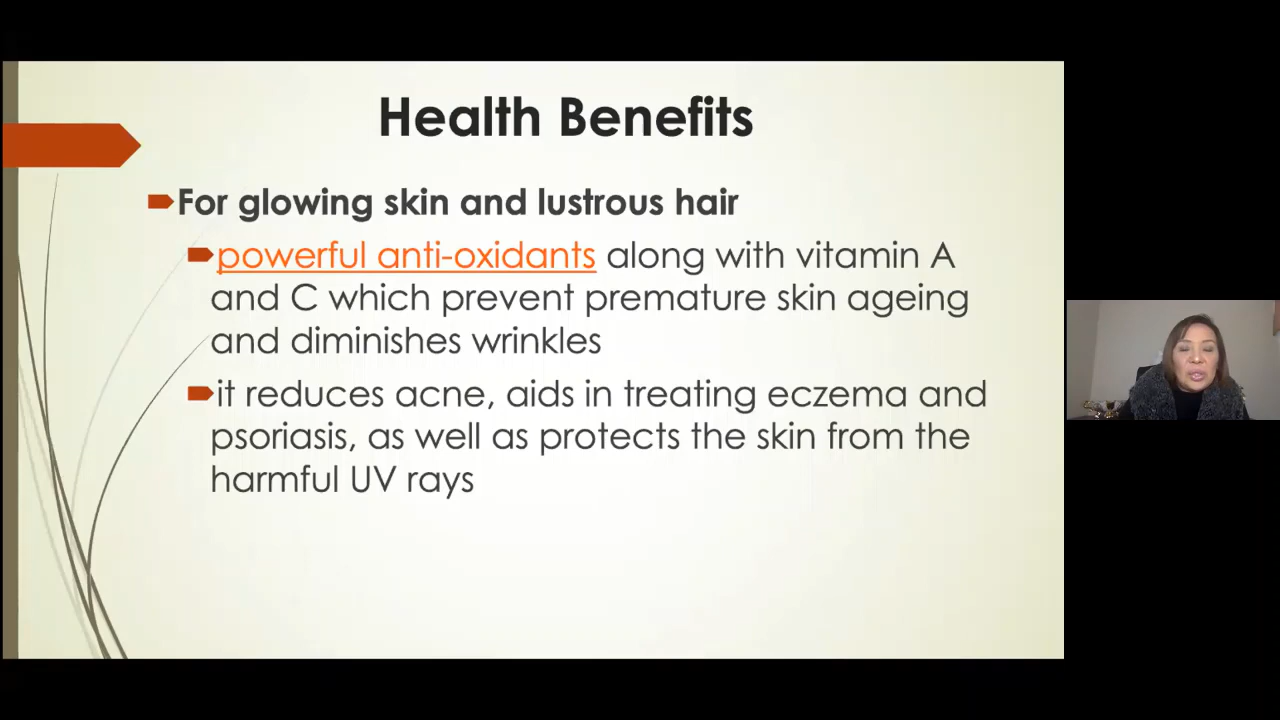 Health Benefits
For glowing skin and lustrous hair
powerful anti-oxidants along with vitamin A
and C which prevent premature skin ageing
and diminishes wrinkles
it reduces acne, aids in treating eczema and
psoriasis, as well as protects the skin from the
harmful UV rays